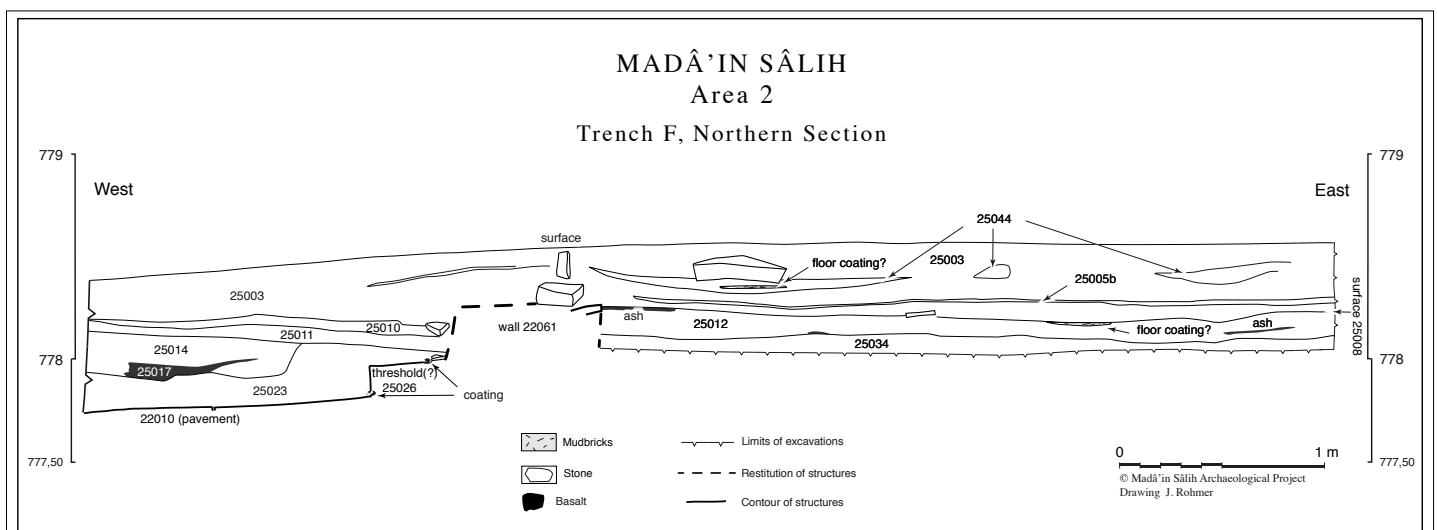 MADÂ’IN SÂLIH
Area 2
Trench F, Northern Section
779
779
West
East
25044
surface
floor coating?
25003
25005b
25003
surface 25008
ash
25012
wall 22061
25010
25011
floor coating?
ash
25034
25014
778
778
25017
threshold(?)
25026
25023
coating
22010 (pavement)
777,50
777,50
Mudbricks
Limits of excavations
Stone
Restitution of structures
Basalt
Contour of structures
0
1 m
© Madâ’in Sâlih Archaeological Project
Drawing J. Rohmer